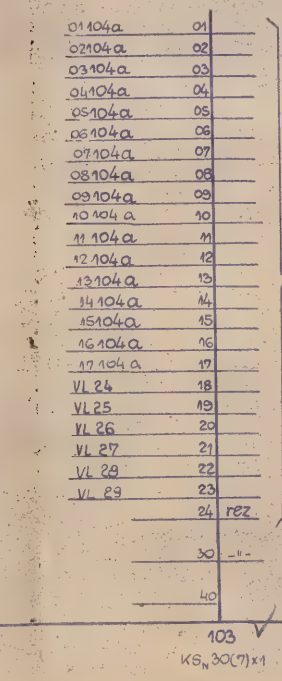 01104a 01
02104a 02
03104a 03
04104a 04
05104a 05
06104a 06
07104a 07
08104a 08
09104a 09
10104a 10
11104a 11
12104a 12
13104a 13
14104a 14
15104a 15
16104a 16
17104a 17
VL 24 18
VL 25 19
VL 26 20
VL 27 21
VL 28 22
VL 29 23
24 rez
30 -"-
40
103
KS_N 30(7)x1